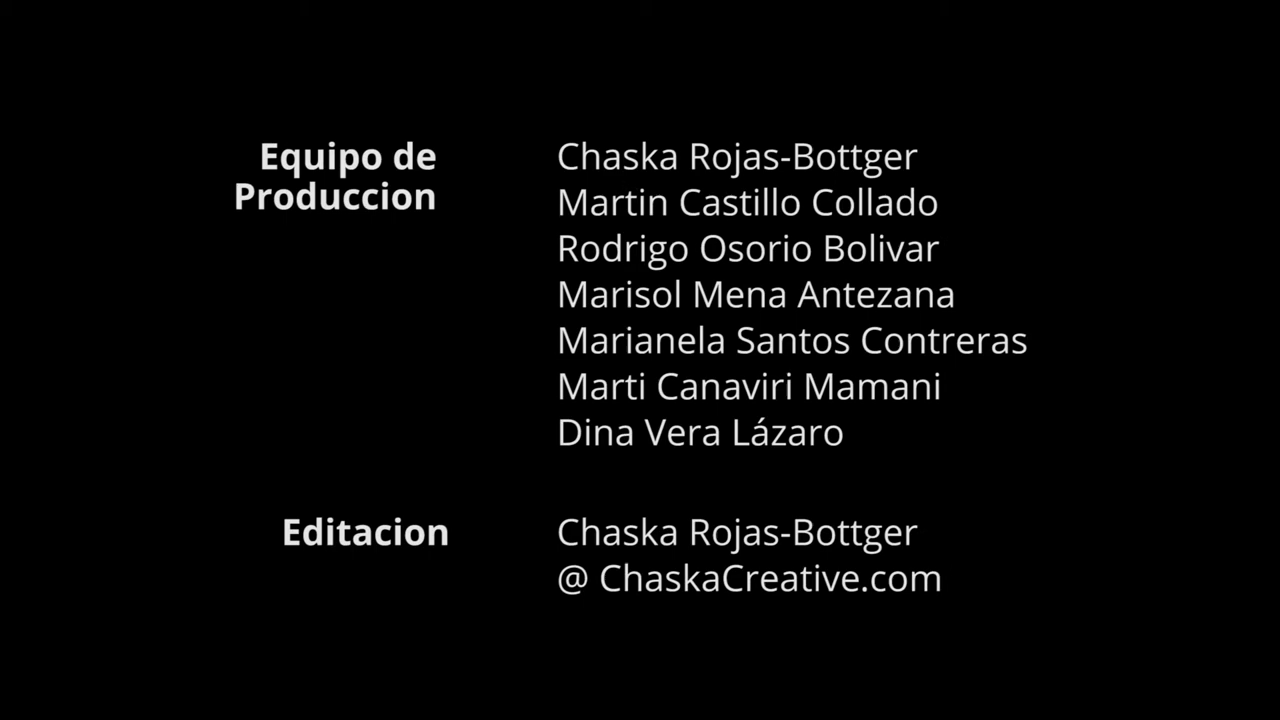 Equipo de
Produccion
Chaska Rojas-Bottger
Martin Castillo Collado
Rodrigo Osorio Bolivar
Marisol Mena Antezana
Marianela Santos Contreras
Marti Canaviri Mamani
Dina Vera Lázaro
Editacion
Chaska Rojas-Bottger
@ ChaskaCreative.com